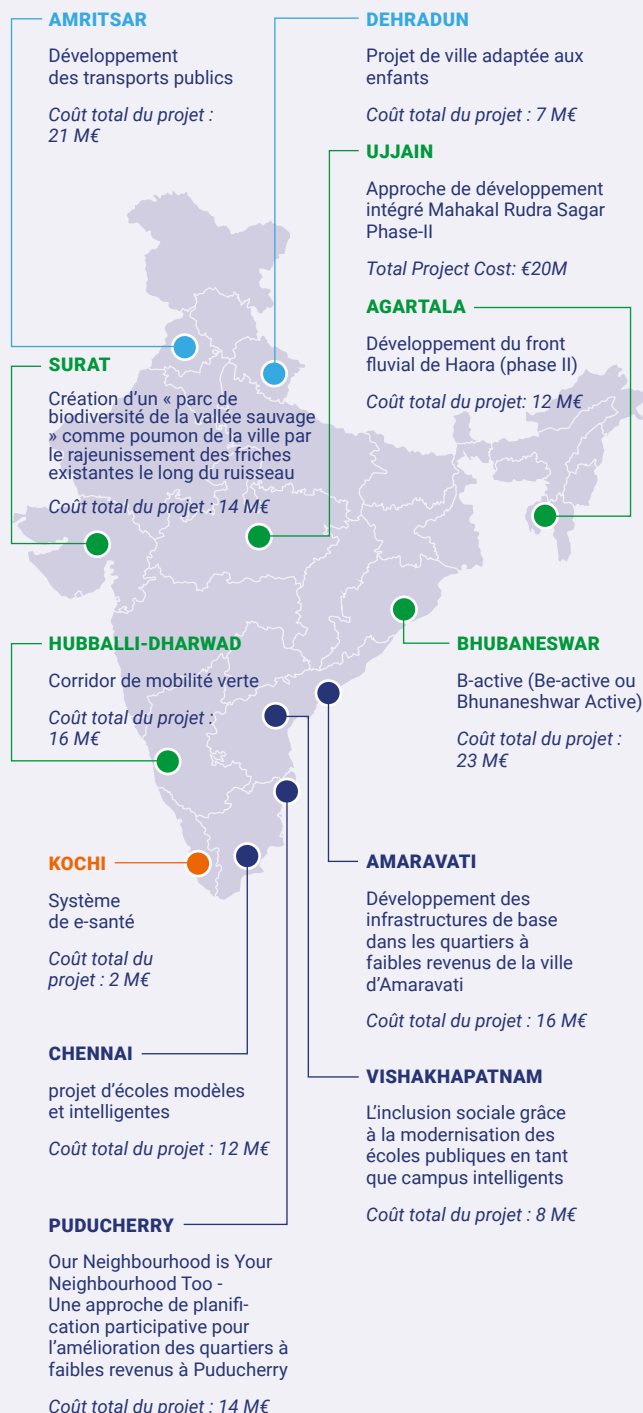 AMRITSAR
Développement
des transports publics
Coût total du projet :
21 M€
DEHRADUN
Projet de ville adaptée aux
enfants
Coût total du projet : 7 M€
UJJAIN
Approche de développement
intégré Mahakal Rudra Sagar
Phase-II
Total Project Cost: €20M
AGARTALA
Développement du front
fluvial de Haora (phase II)
Coût total du projet: 12 M€
SURAT
Création d'un « parc de
biodiversité de la vallée sauvage
» comme poumon de la ville par
le rajeunissement des friches
existantes le long du ruisseau
Coût total du projet : 14 M€
HUBBALLI-DHARWAD
Corridor de mobilité verte
Coût total du projet :
16 M€
BHUBANESWAR
B-active (Be-active ou
Bhunaneshwar Active)
Coût total du projet :
23 M€
KOCHI
Système
de e-santé
Coût total du
projet : 2 M€
AMARAVATI
Développement des
infrastructures de base
dans les quartiers à
faibles revenus de la ville
d'Amaravati
Coût total du projet : 16 M€
CHENNAI
projet d'écoles modèles
et intelligentes
Coût total du projet : 12 M€
VISHAKHAPATNAM
L'inclusion sociale grâce
à la modernisation des
écoles publiques en tant
que campus intelligents
Coût total du projet : 8 M€
PUDUCHERRY
Our Neighbourhood is Your
Neighbourhood Too -
Une approche de planifi-
cation participative pour
l'amélioration des quartiers à
faibles revenus à Puducherry
Coût total du projet : 14 M€